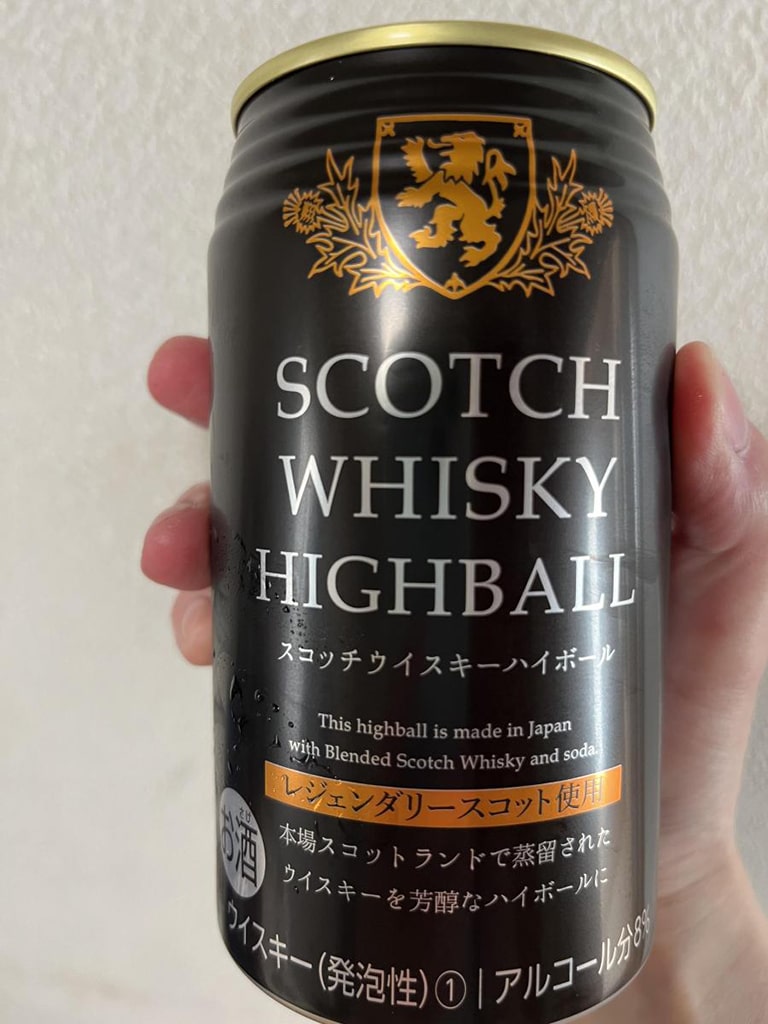 SCOTCH
WHISKY
HIGHBALL
スコッチウイスキーハイボール
This highball is made in Japan
with Blended Scotch Whisky and soda.
レジェンダリースコット使用
本場スコットランドで蒸留された
ウイスキーを芳醇なハイボールに
さけ
お酒
ウイスキー(発泡性)①|アルコール分8%